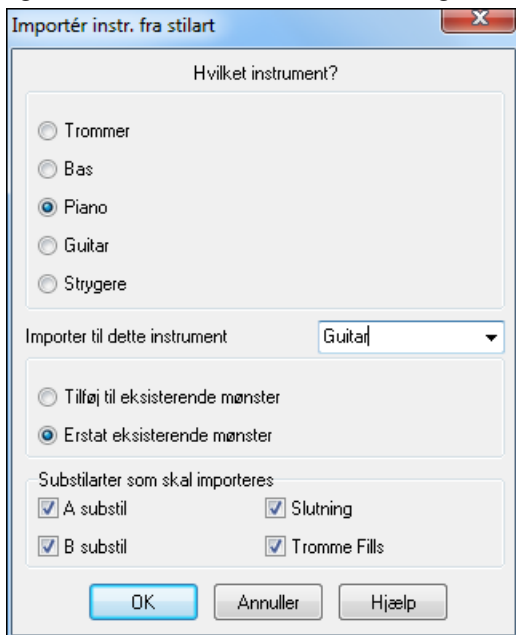 Importér instr. fra stilart
Hvilket instrument?
Trommer
Bas
Piano
Guitar
Strygere
Importer til dette instrument Guitar
Tilføj til eksisterende mønster
Erstat eksisterende mønster
Substilarter som skal importeres
A substil Slutning
B substil Tromme Fills
OK Annuller Hjælp